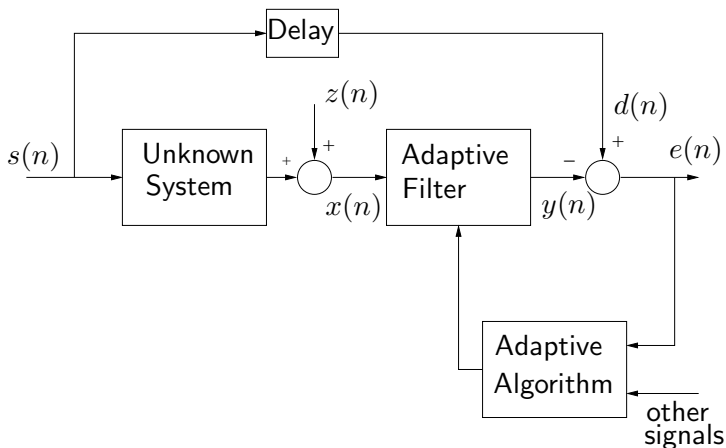 Delay
z(n)
d(n)
s(n)
Unknown
System
+
+
x(n)
Adaptive
Filter
−
+
y(n)
e(n)
Adaptive
Algorithm
other
signals